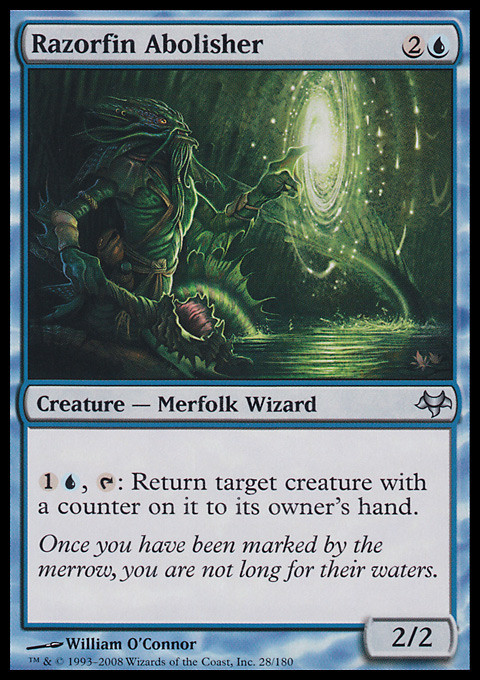 Razorfin Abolisher 2
Creature — Merfolk Wizard
1 , : Return target creature with
a counter on it to its owner's hand.
Once you have been marked by the
merrow, you are not long for their waters.
2/2
William O'Connor
™ & © 1993–2008 Wizards of the Coast, Inc. 28/180